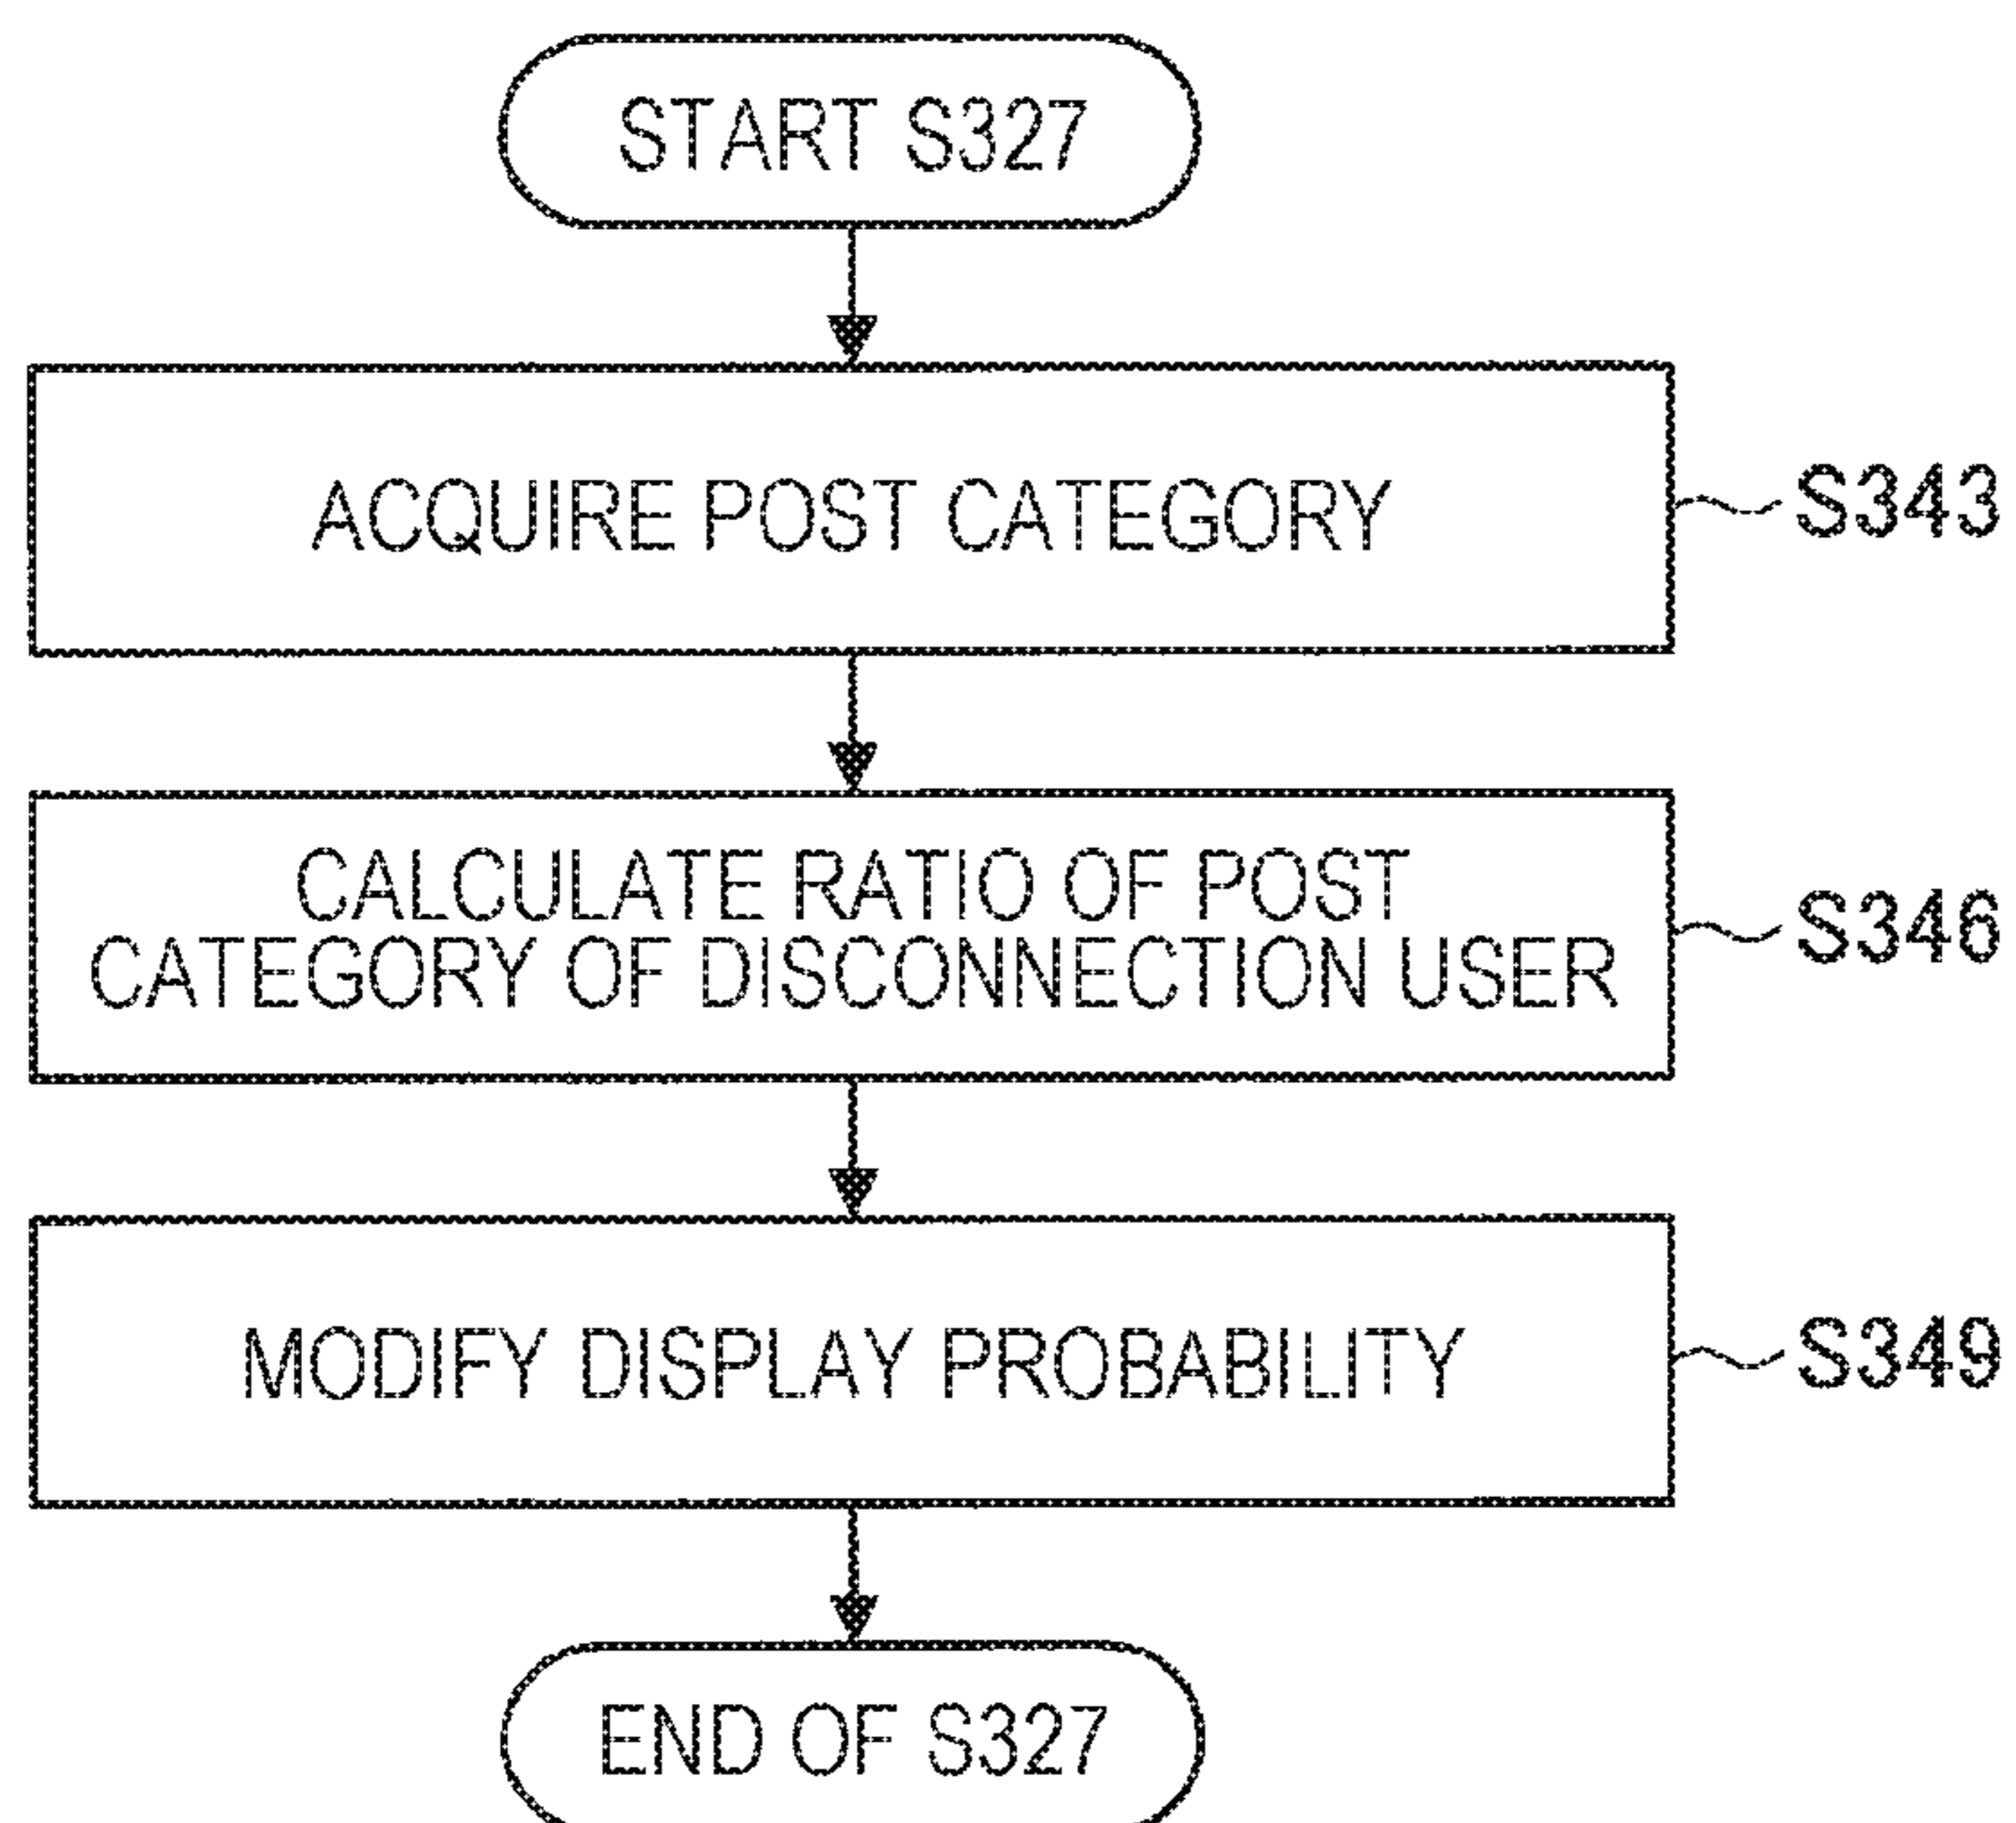 START S327
ACQUIRE POST CATEGORY
S343
CALCULATE RATIO OF POST
CATEGORY OF DISCONNECTION USER
S346
MODIFY DISPLAY PROBABILITY
S349
END OF S327